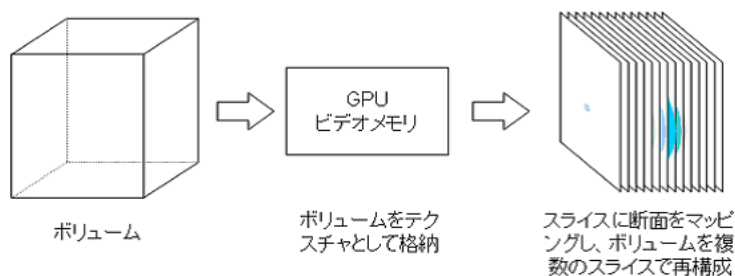 GPU
ビデオメモリ
ボリューム
ボリュームをテク
スチャとして格納
スライスに断面をマッピ
ングし、ボリュームを複
数のスライスで再構成